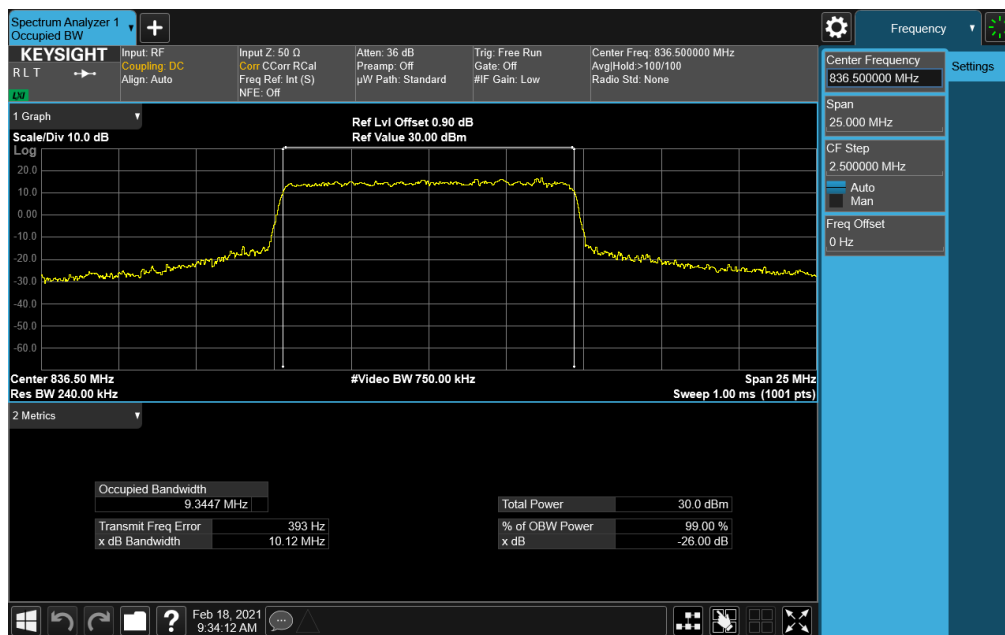 Spectrum Analyzer 1
Occupied BW
Frequency
KEYSIGHT
R L T
LXI
Input: RF
Coupling: DC
Align: Auto
Input Z: 50 Ω
Corr CCorr RCal
Freq Ref: Int (S)
NFE: Off
Atten: 36 dB
Preamp: Off
µW Path: Standard
Trig: Free Run
Gate: Off
#IF Gain: Low
Center Freq: 836.500000 MHz
Avg|Hold:>100/100
Radio Std: None
Center Frequency
836.500000 MHz
Settings
Span
25.000 MHz
CF Step
2.500000 MHz
Auto
Man
Freq Offset
0 Hz
1 Graph
Scale/Div 10.0 dB
Ref Lvl Offset 0.90 dB
Ref Value 30.00 dBm
Log
20.0
10.0
0.00
-10.0
-20.0
-30.0
-40.0
-50.0
-60.0
Center 836.50 MHz
Res BW 240.00 kHz
#Video BW 750.00 kHz
Span 25 MHz
Sweep 1.00 ms (1001 pts)
2 Metrics
Occupied Bandwidth
9.3447 MHz
Total Power 30.0 dBm
Transmit Freq Error 393 Hz
% of OBW Power 99.00 %
x dB Bandwidth 10.12 MHz
x dB -26.00 dB
?
Feb 18, 2021
9:34:12 AM